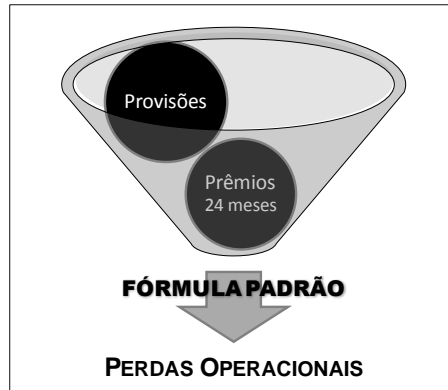 Provisões
Prêmios
24 meses
FÓRMULA PADRÃO
PERDAS OPERACIONAIS